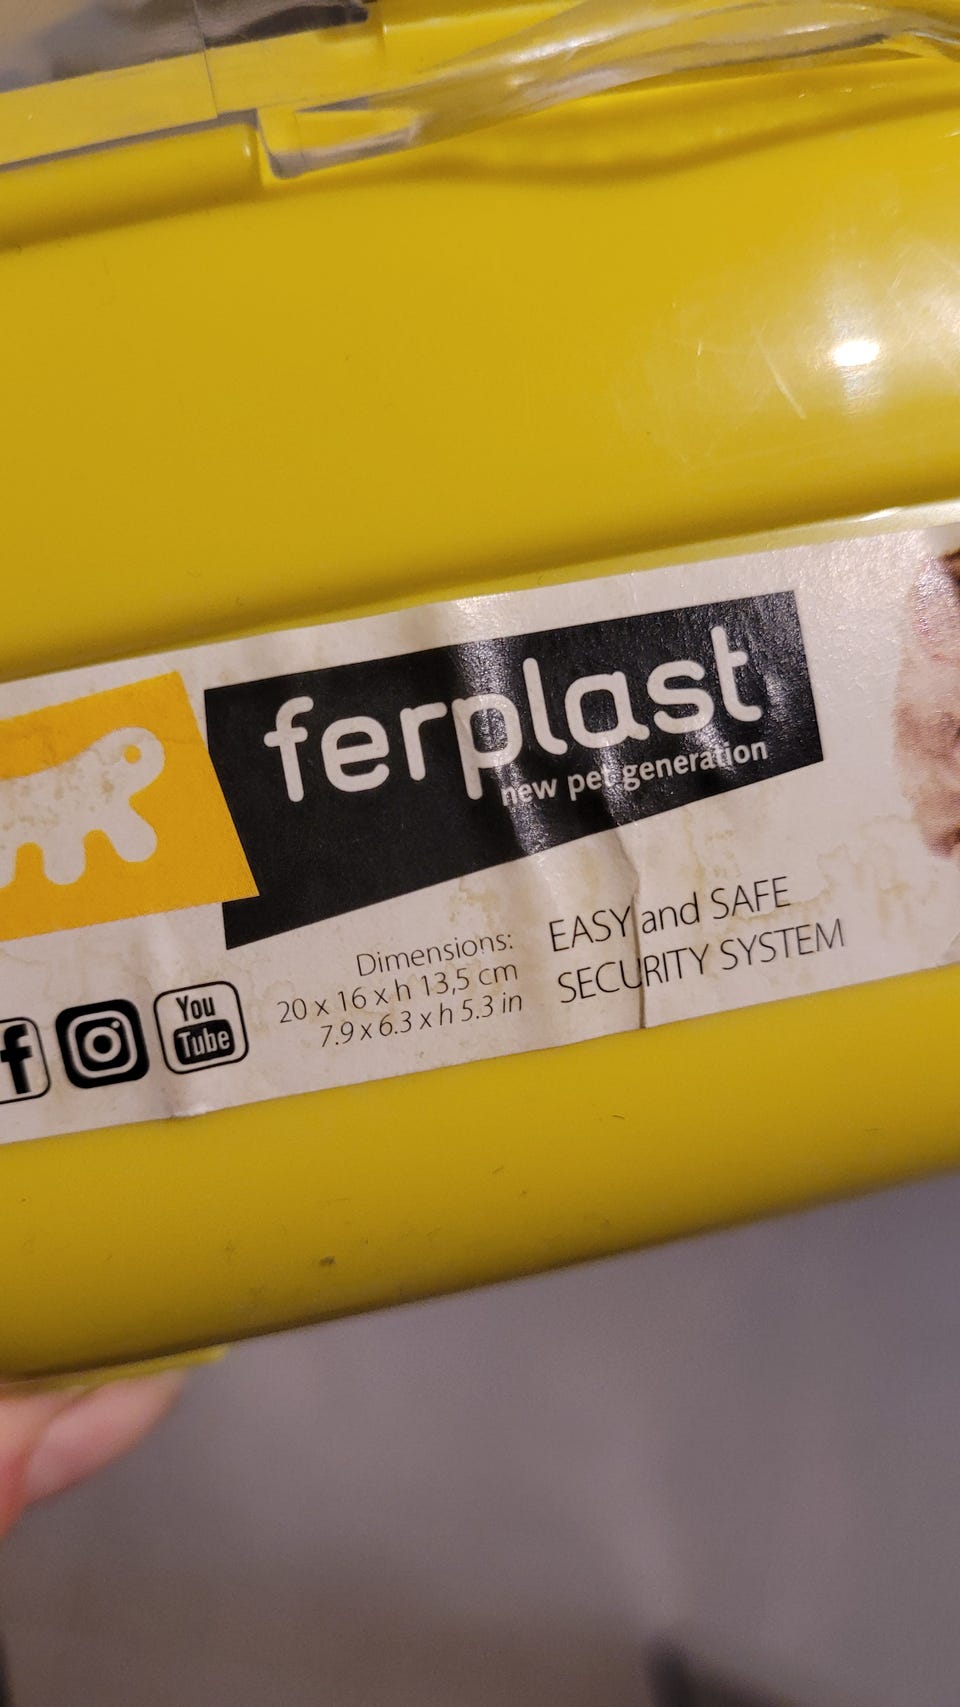 ferplast
new pet generation
Dimensions:
20 x 16 x h 13,5 cm
7.9 x 6.3 x h 5.3 in
EASY and SAFE
SECURITY SYSTEM
f
You
Tube